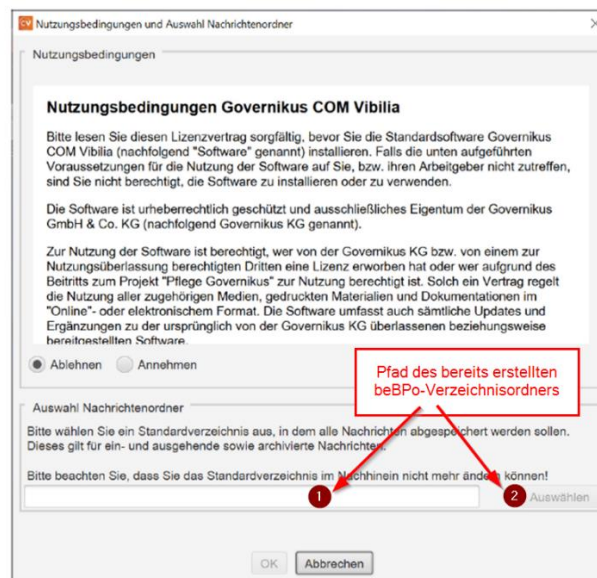 CV Nutzungsbedingungen und Auswahl Nachrichtenordner
Nutzungsbedingungen
Nutzungsbedingungen Governikus COM Vibilia
Bitte lesen Sie diesen Lizenzvertrag sorgfältig, bevor Sie die Standardsoftware Governikus
COM Vibilia (nachfolgend "Software" genannt) installieren. Falls die unten aufgeführten
Voraussetzungen für die Nutzung der Software auf Sie, bzw. ihren Arbeitgeber nicht zutreffen,
sind Sie nicht berechtigt, die Software zu installieren oder zu verwenden.
Die Software ist urheberrechtlich geschützt und ausschließliches Eigentum der Governikus
GmbH & Co. KG (nachfolgend Governikus KG genannt).
Zur Nutzung der Software ist berechtigt, wer von der Governikus KG bzw. von einem zur
Nutzungsüberlassung berechtigten Dritten eine Lizenz erworben hat oder wer aufgrund des
Beitritts zum Projekt "Pflege Governikus" zur Nutzung berechtigt ist. Solch ein Vertrag regelt
die Nutzung aller zugehörigen Medien, gedruckten Materialien und Dokumentationen im
"Online"- oder elektronischem Format. Die Software umfasst auch sämtliche Updates und
Ergänzungen zu der ursprünglich von der Governikus KG überlassenen beziehungsweise
bereitgestellten Software.
Ablehnen Annehmen
Pfad des bereits erstellten
beBPo-Verzeichnisordners
Auswahl Nachrichtenordner
Bitte wählen Sie ein Standardverzeichnis aus, in dem alle Nachrichten abgespeichert werden sollen.
Dieses gilt für ein- und ausgehende sowie archivierte Nachrichten.
Bitte beachten Sie, dass Sie das Standardverzeichnis im Nachhinein nicht mehr ändern können!
1 2 Auswählen
OK Abbrechen